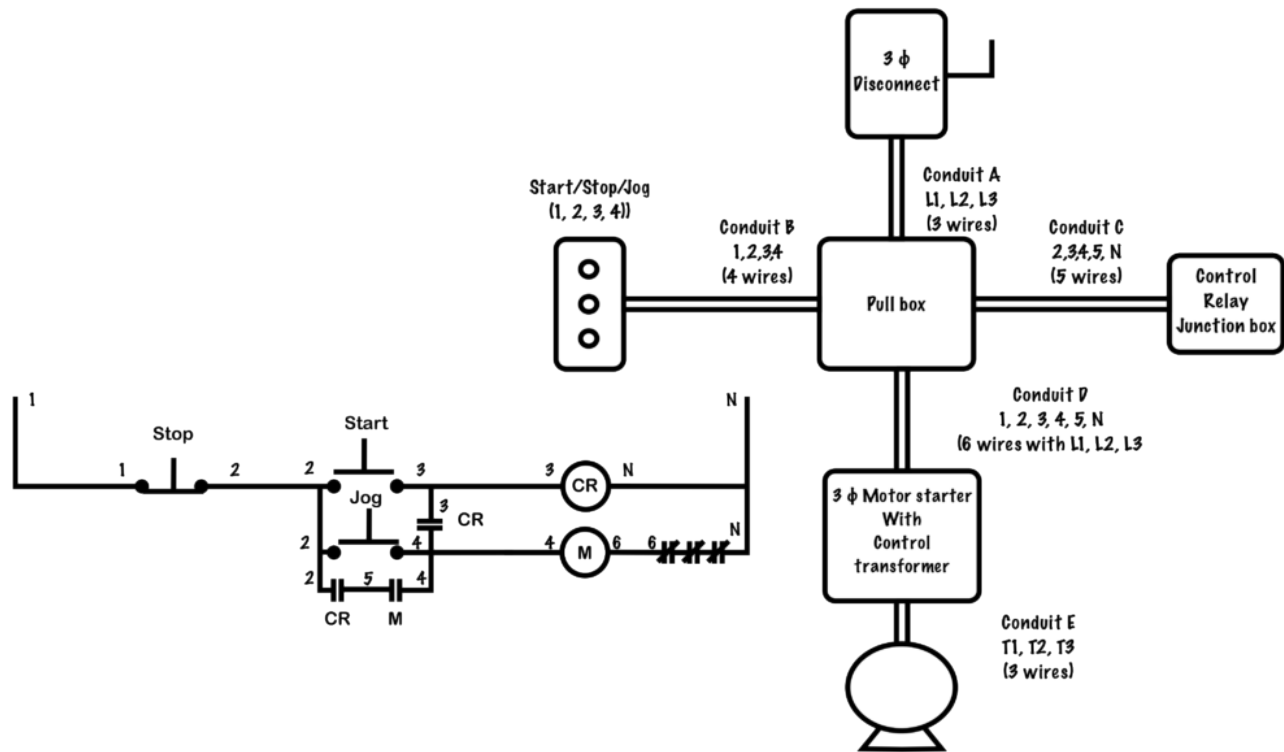 3 ϕ
Disconnect
Conduit A
L1, L2, L3
(3 wires)
Start/Stop/Jog
(1, 2, 3, 4))
Conduit B
1,2,3,4
(4 wires)
Conduit C
2,3,4,5, N
(5 wires)
Pull box
Control
Relay
Junction box
Conduit D
1, 2, 3, 4, 5, N
(6 wires with L1, L2, L3
3 ϕ Motor starter
With
Control
transformer
Conduit E
T1, T2, T3
(3 wires)
1
N
Stop
Start
1
2
2
3
3
CR
N
Jog
3
CR
2
4
4
M
6
6
N
2
5
4
CR
M